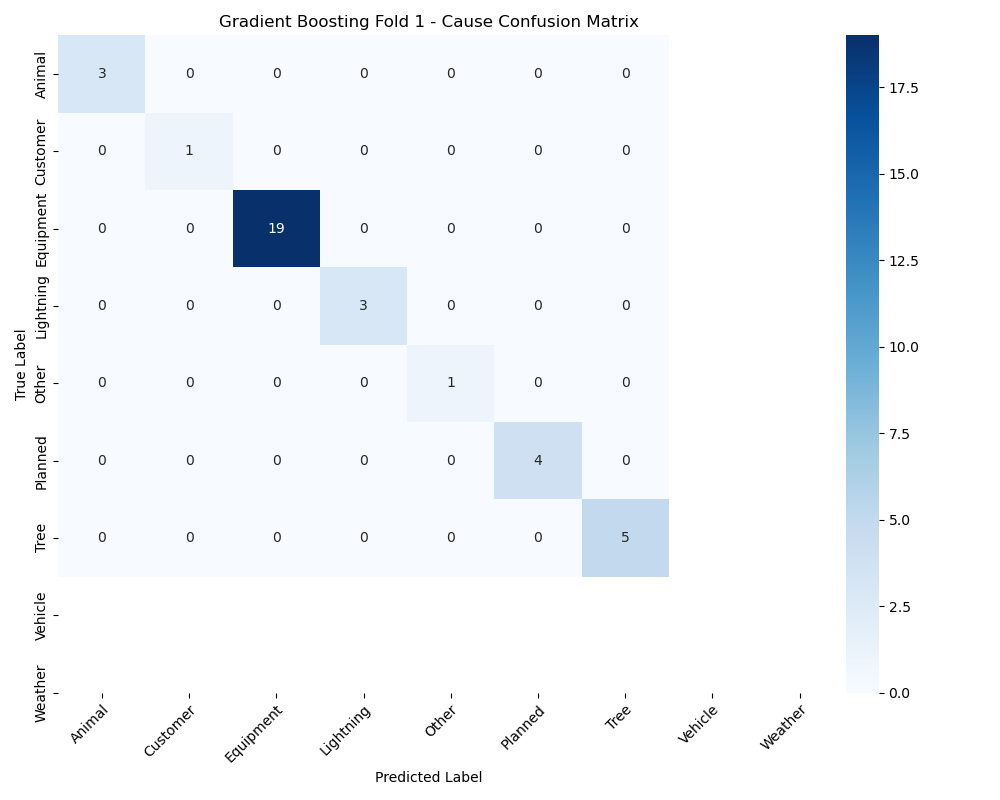 Gradient Boosting Fold 1 - Cause Confusion Matrix
True Label
Animal 3 0 0 0 0 0 0
Customer 0 1 0 0 0 0 0
Equipment 0 0 19 0 0 0 0
Lightning 0 0 0 3 0 0 0
Other 0 0 0 0 1 0 0
Planned 0 0 0 0 0 4 0
Tree 0 0 0 0 0 0 5
Vehicle
Weather
Animal Customer Equipment Lightning Other Planned Tree Vehicle Weather
Predicted Label
17.5
15.0
12.5
10.0
7.5
5.0
2.5
0.0